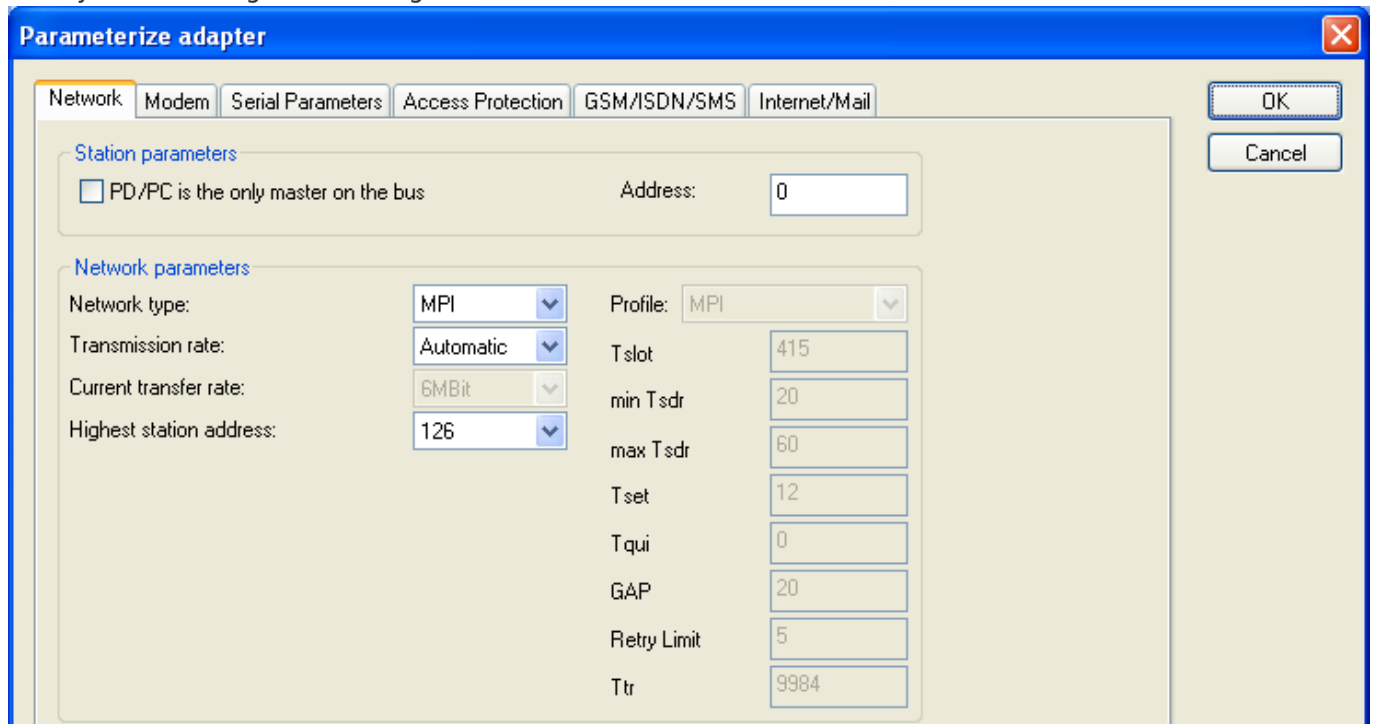 Parameterize adapter
Network Modem Serial Parameters Access Protection GSM/ISDN/SMS Internet/Mail
OK
Cancel
Station parameters
PD/PC is the only master on the bus
Address: 0
Network parameters
Network type: MPI
Transmission rate: Automatic
Current transfer rate: 6MBit
Highest station address: 126
Profile: MPI
Tslot 415
min Tsdr 20
max Tsdr 60
Tset 12
Tqui 0
GAP 20
Retry Limit 5
Ttr 9984